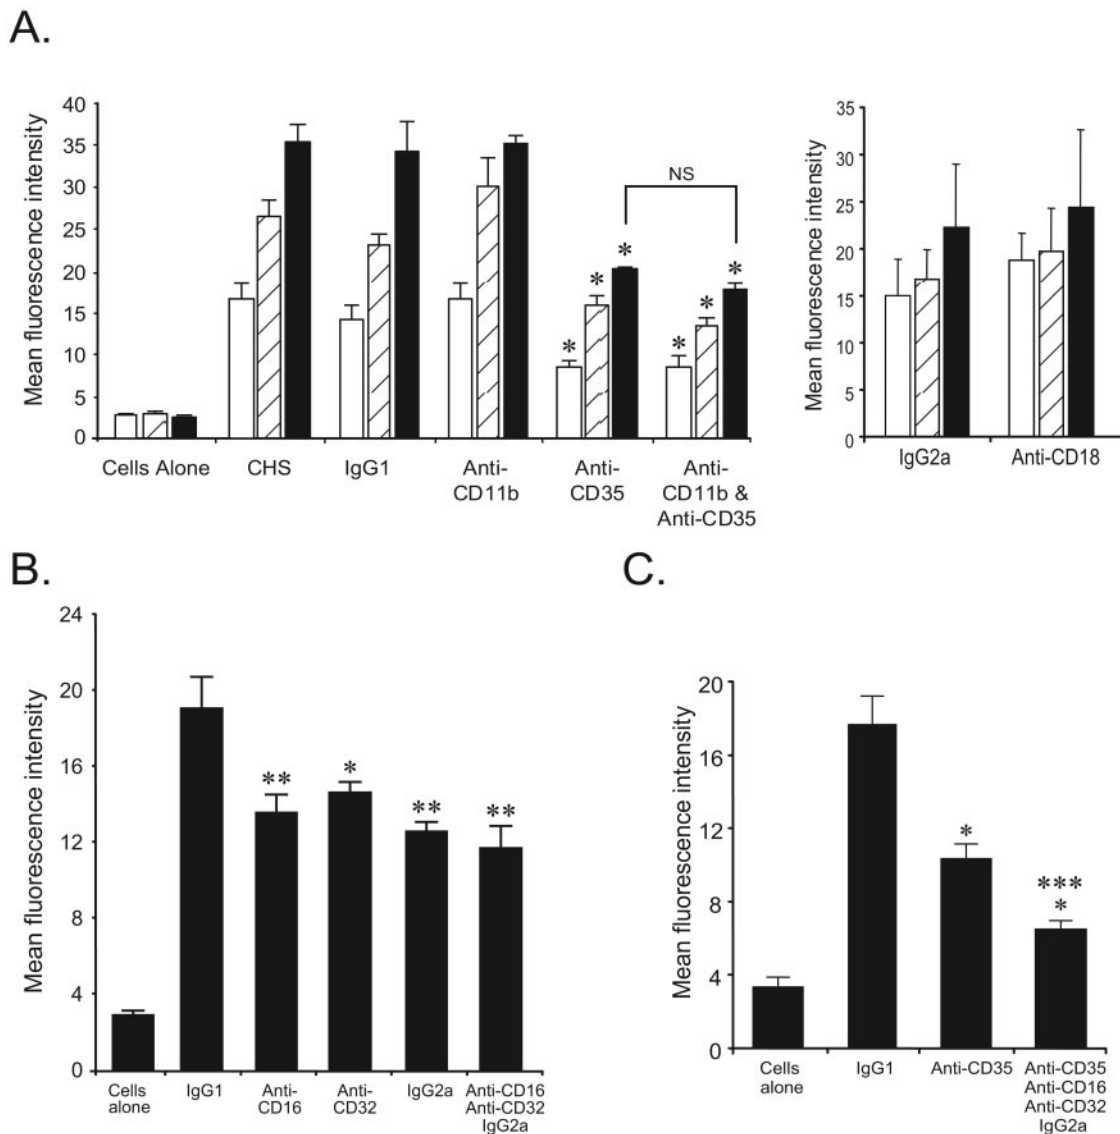 A.
Mean fluorescence intensity
40
35
30
25
20
15
10
5
0
NS
* * * * * *
Cells Alone
CHS
IgG1
Anti-
CD11b
Anti-
CD35
Anti-
CD11b &
Anti-CD35
Mean fluorescence intensity
35
30
25
20
15
10
5
0
IgG2a
Anti-CD18
B.
Mean fluorescence intensity
24
20
16
12
8
4
0
** * ** **
Cells
alone
IgG1
Anti-
CD16
Anti-
CD32
IgG2a
Anti-CD16
Anti-CD32
IgG2a
C.
Mean fluorescence intensity
20
16
12
8
4
0
*
***
*
Cells
alone
IgG1
Anti-CD35
Anti-CD35
Anti-CD16
Anti-CD32
IgG2a